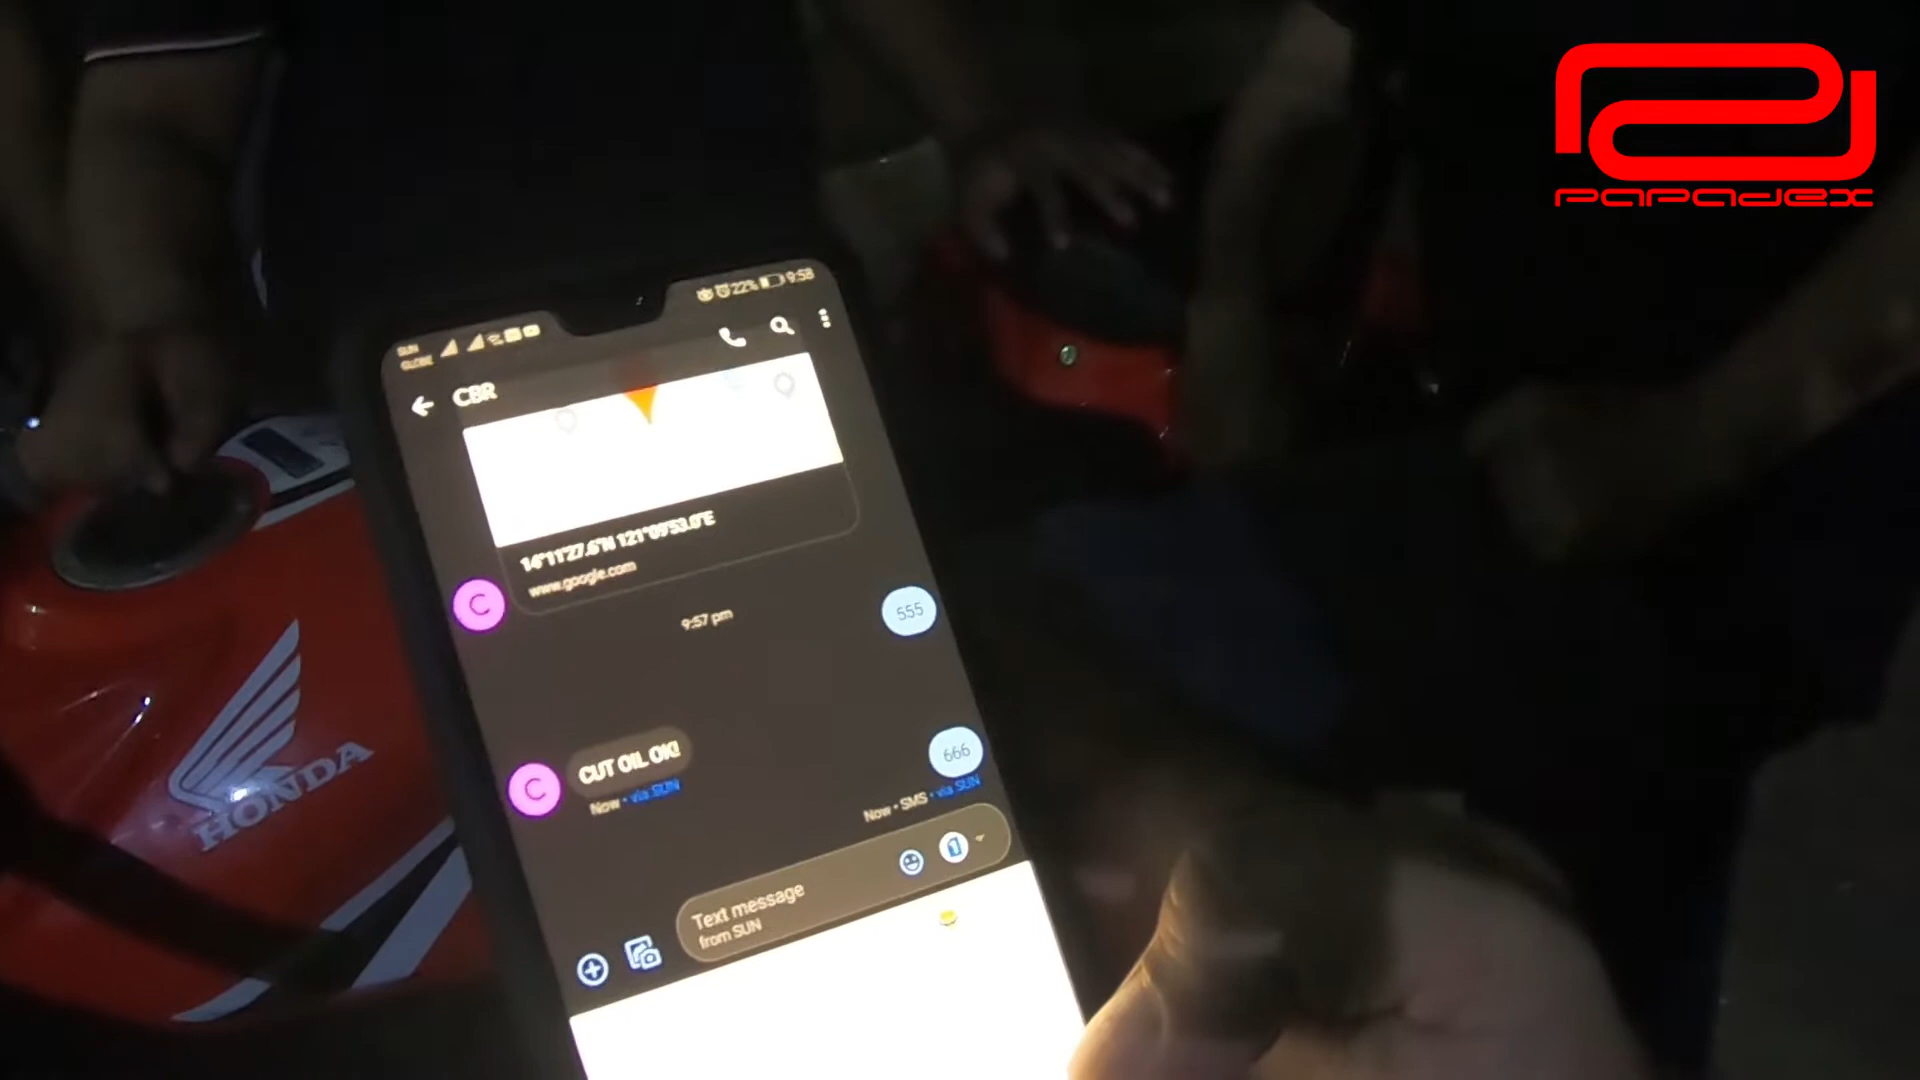 PAPADEX
SUN
GLOBE
22%
9:58
CBR
14°11'27.6"N 121°09'53.0"E
www.google.com
C
9:57 pm
555
CUT OIL OK!
C
Now • via SUN
666
Now • SMS • via SUN
Text message
from SUN
1
HONDA